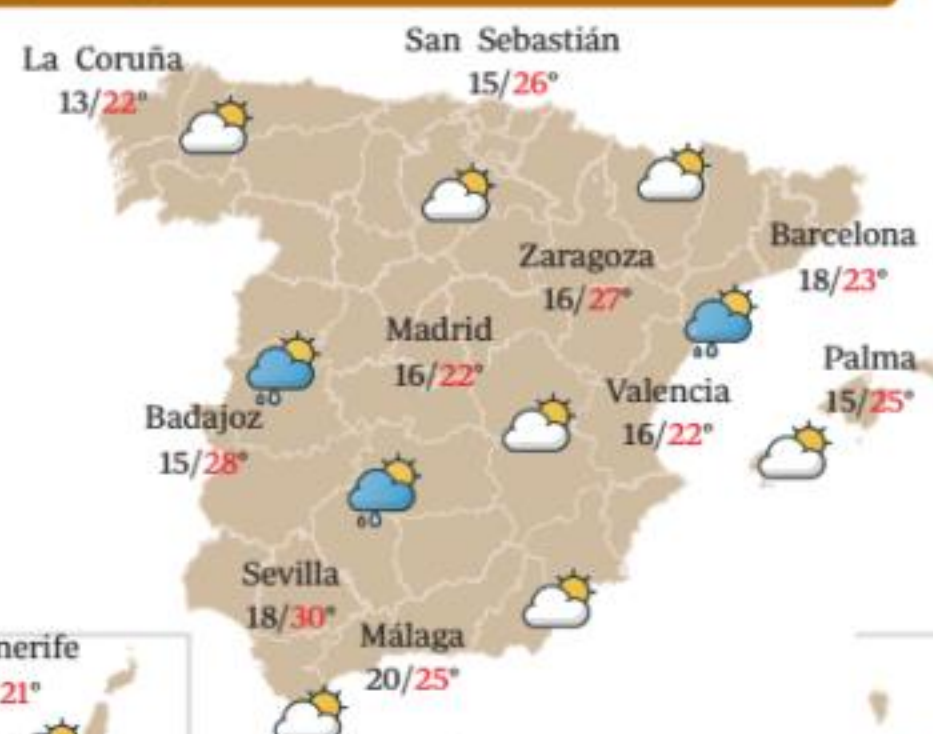 La Coruña
13/22°
San Sebastián
15/26°
Zaragoza
16/27°
Barcelona
18/23°
Madrid
16/22°
Palma
15/25°
Valencia
16/22°
Badajoz
15/28°
Sevilla
18/30°
Málaga
20/25°
nerife
21°